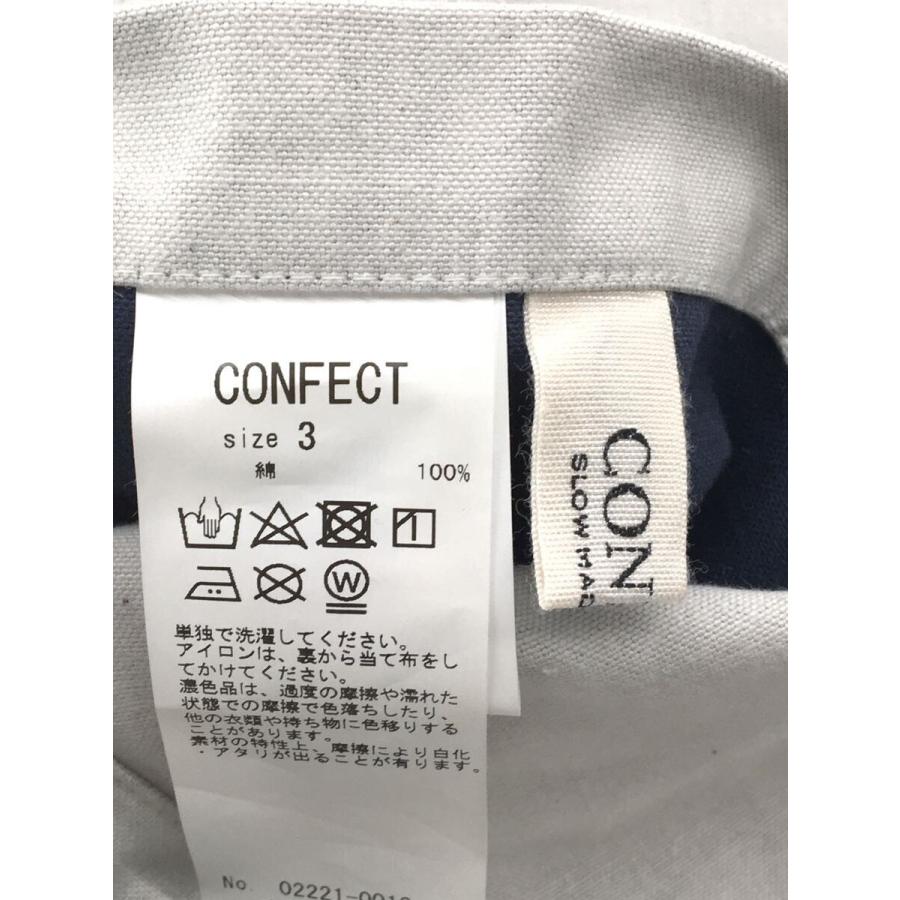 CONFECT
size 3
綿 100%
W
単独で洗濯してください。
アイロンは、裏から当て布をし
てかけてください。
濃色品は、過度の摩擦や濡れた
状態での摩擦で色落ちしたり、
他の衣類や持ち物に色移りする
ことがあります。
素材の特性上、摩擦により白化
・アタリが出ることが有ります。
No. 02221-001
CON
SLOW MAD